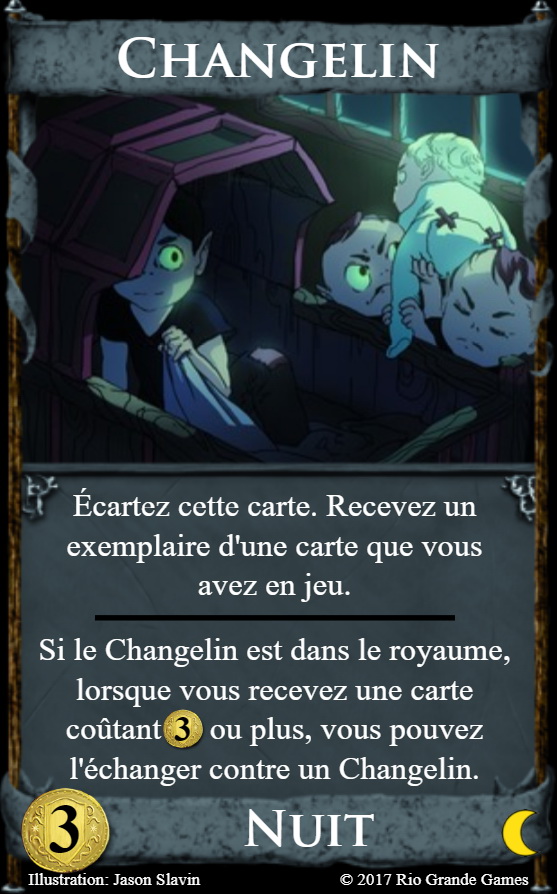 Changelin
Écartez cette carte. Recevez un
exemplaire d'une carte que vous
avez en jeu.
Si le Changelin est dans le royaume,
lorsque vous recevez une carte
coûtant 3 ou plus, vous pouvez
l'échanger contre un Changelin.
3 Nuit
Illustration: Jason Slavin © 2017 Rio Grande Games